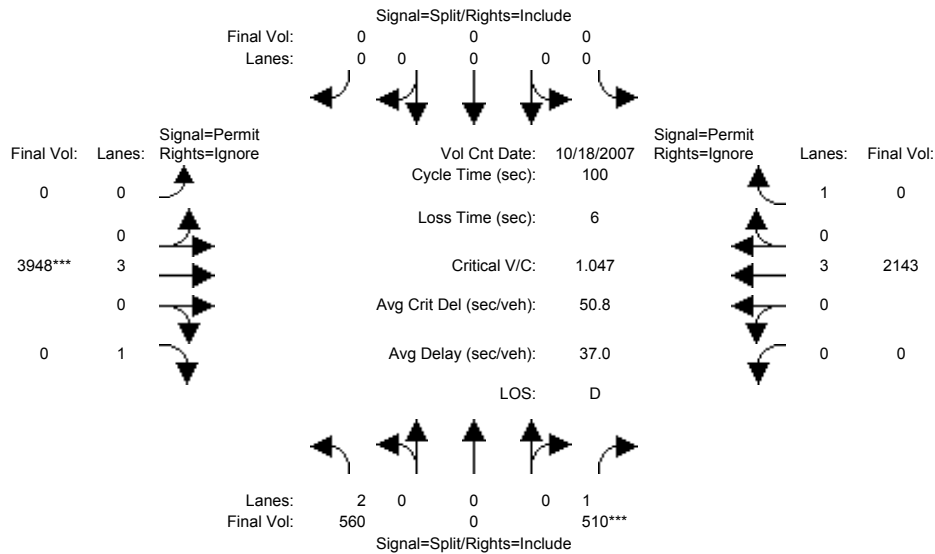 Signal=Split/Rights=Include
Final Vol: 0 0 0
Lanes: 0 0 0 0 0
Signal=Permit Signal=Permit
Final Vol: Lanes: Rights=Ignore Vol Cnt Date: 10/18/2007 Rights=Ignore Lanes: Final Vol:
Cycle Time (sec): 100
0 0 1 0
Loss Time (sec): 6
0 0
3948*** 3 Critical V/C: 1.047 3 2143
0 Avg Crit Del (sec/veh): 50.8 0
0 1 Avg Delay (sec/veh): 37.0 0 0
LOS: D
Lanes: 2 0 0 0 1
Final Vol: 560 0 510***
Signal=Split/Rights=Include